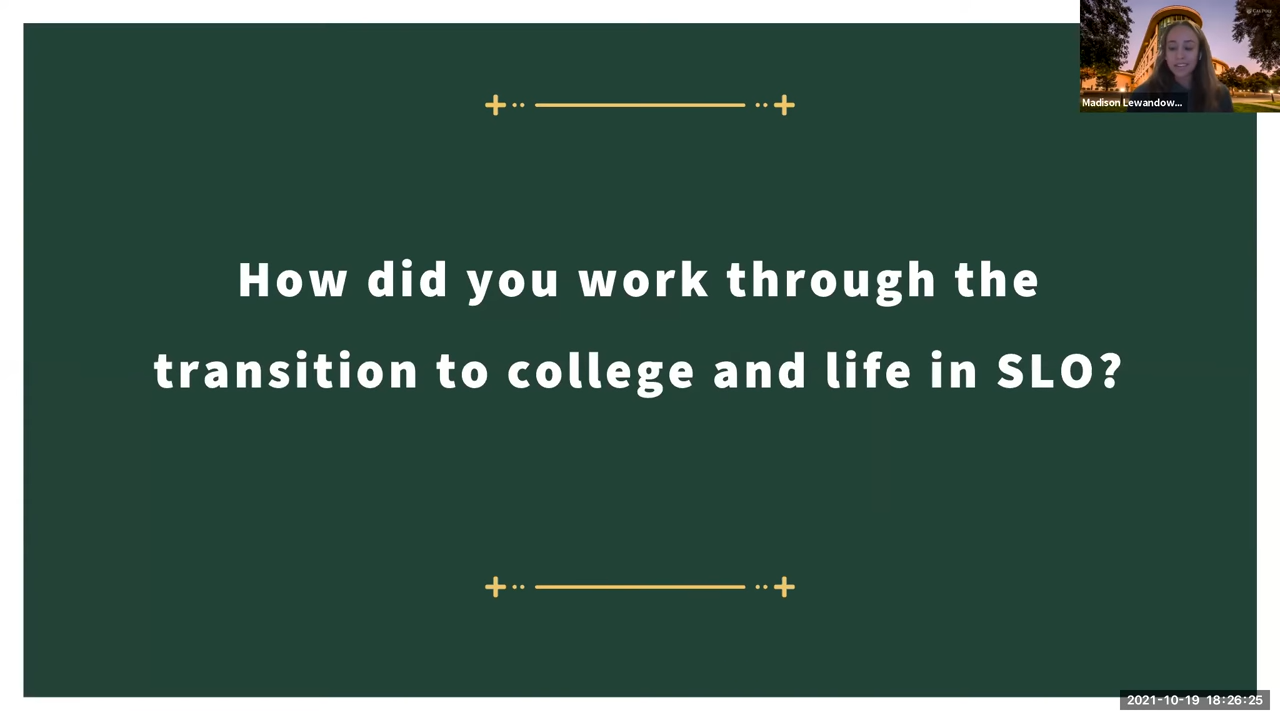 Madison Lewandow...
How did you work through the
transition to college and life in SLO?
2021-10-19 18:26:25